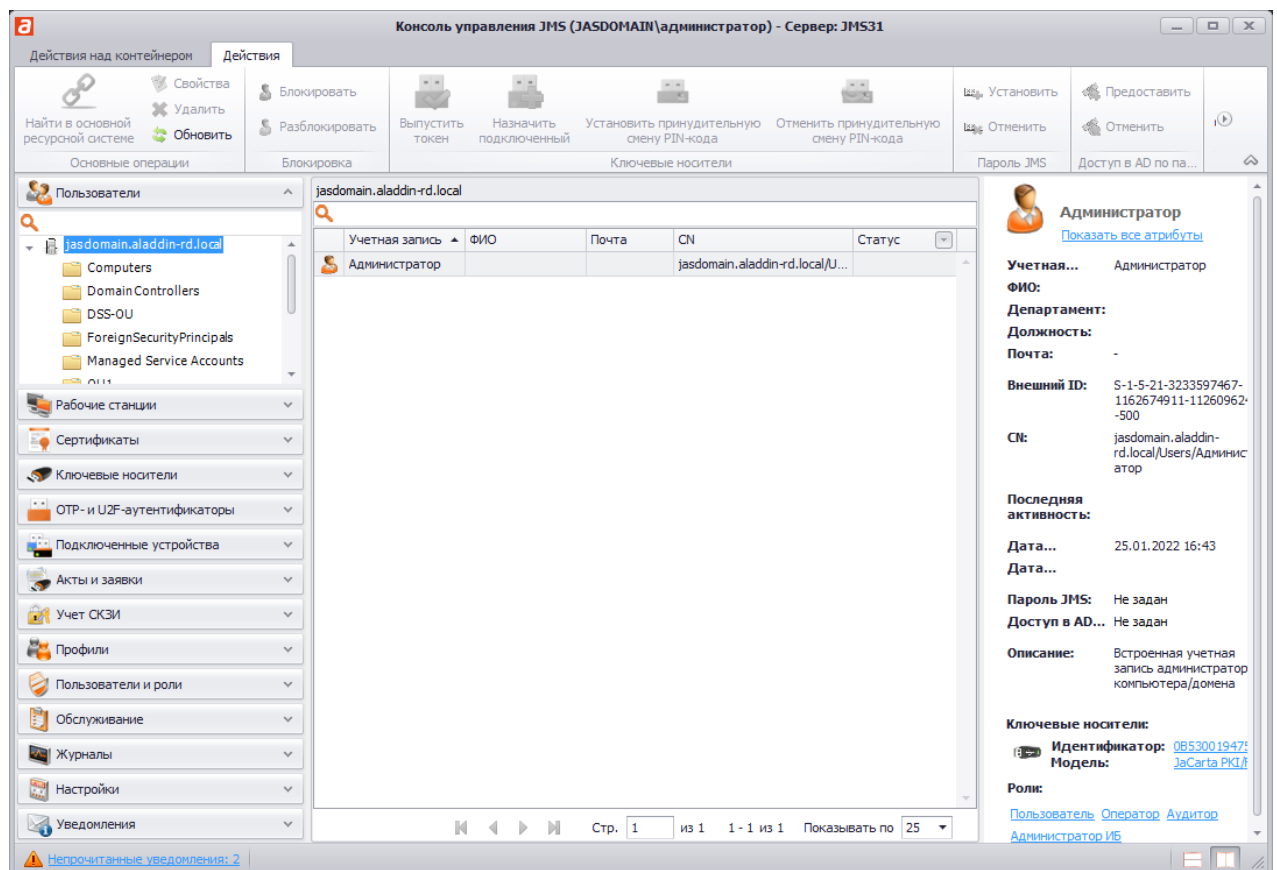 Консоль управления JMS (JASDOMAIN\администратор) - Сервер: JMS31
Действия над контейнером Действия
Найти в основной ресурсной системе
Свойства
Удалить
Обновить
Основные операции
Блокировать
Разблокировать
Блокировка
Выпустить токен
Назначить подключенный
Установить принудительную смену PIN-кода
Отменить принудительную смену PIN-кода
Ключевые носители
Установить
Отменить
Пароль JMS
Предоставить
Отменить
Доступ в AD по па...
Пользователи
jasdomain.aladdin-rd.local
Computers
Domain Controllers
DSS-OU
ForeignSecurityPrincipals
Managed Service Accounts
OU1
Рабочие станции
Сертификаты
Ключевые носители
OTP- и U2F-аутентификаторы
Подключенные устройства
Акты и заявки
Учет СКЗИ
Профили
Пользователи и роли
Обслуживание
Журналы
Настройки
Уведомления
jasdomain.aladdin-rd.local
Учетная запись ФИО Почта CN Статус
Администратор jasdomain.aladdin-rd.local/U...
Стр. 1 из 1 1 - 1 из 1 Показывать по 25
Администратор
Показать все атрибуты
Учетная... Администратор
ФИО:
Департамент:
Должность:
Почта: -
Внешний ID: S-1-5-21-3233597467-
1162674911-11260962
-500
CN: jasdomain.aladdin-
rd.local/Users/Админис
атор
Последняя
активность:
Дата... 25.01.2022 16:43
Дата...
Пароль JMS: Не задан
Доступ в AD... Не задан
Описание: Встроенная учетная
запись администратор
компьютера/домена
Ключевые носители:
Идентификатор: 0B53001947
Модель: JaCarta PKI/
Роли:
Пользователь Оператор Аудитор
Администратор ИБ
Непрочитанные уведомления: 2